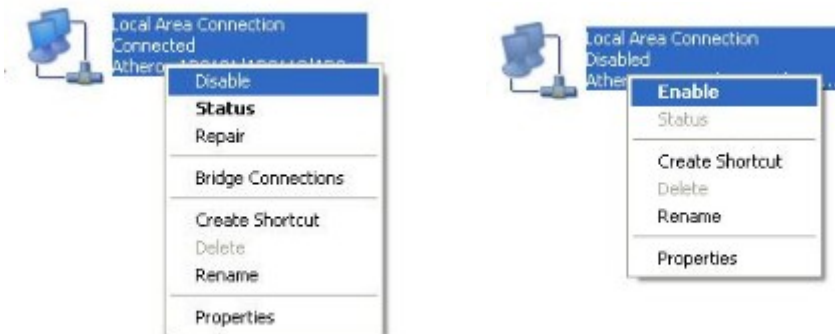 Local Area Connection
Connected
Disable
Status
Repair
Bridge Connections
Create Shortcut
Delete
Rename
Properties
Local Area Connection
Disabled
Enable
Status
Create Shortcut
Delete
Rename
Properties